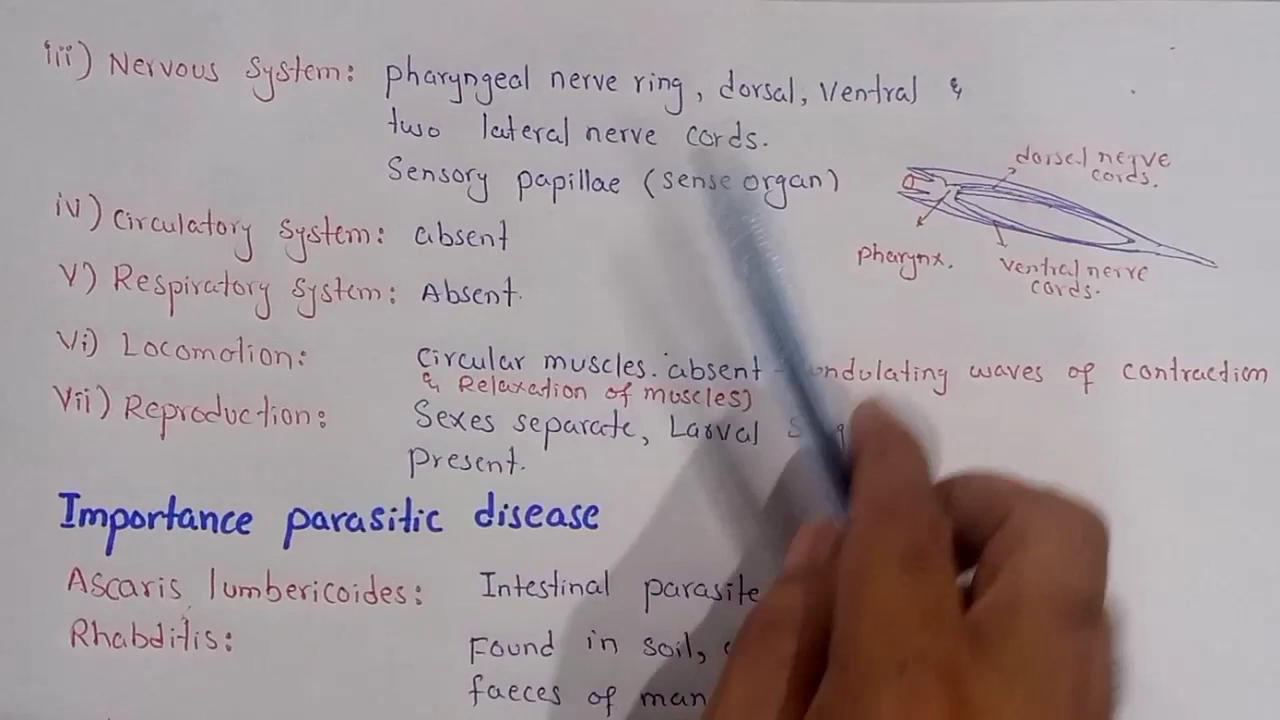 iii) Nervous System: pharyngeal nerve ring, dorsal, ventral &
two lateral nerve cords.
Sensory papillae (sense organ)
dorsal nerve
cords.
pharynx.
ventral nerve
cords.
iv) Circulatory System: absent
V) Respiratory System: Absent.
Vi) Locomotion: Circular muscles absent undulating waves of contraction
& Relaxation of muscles)
Vii) Reproduction: Sexes separate, Larval
present.
Importance parasitic disease
Ascaris lumbericoides: Intestinal parasite
Rhabditis: Found in soil,
faeces of man